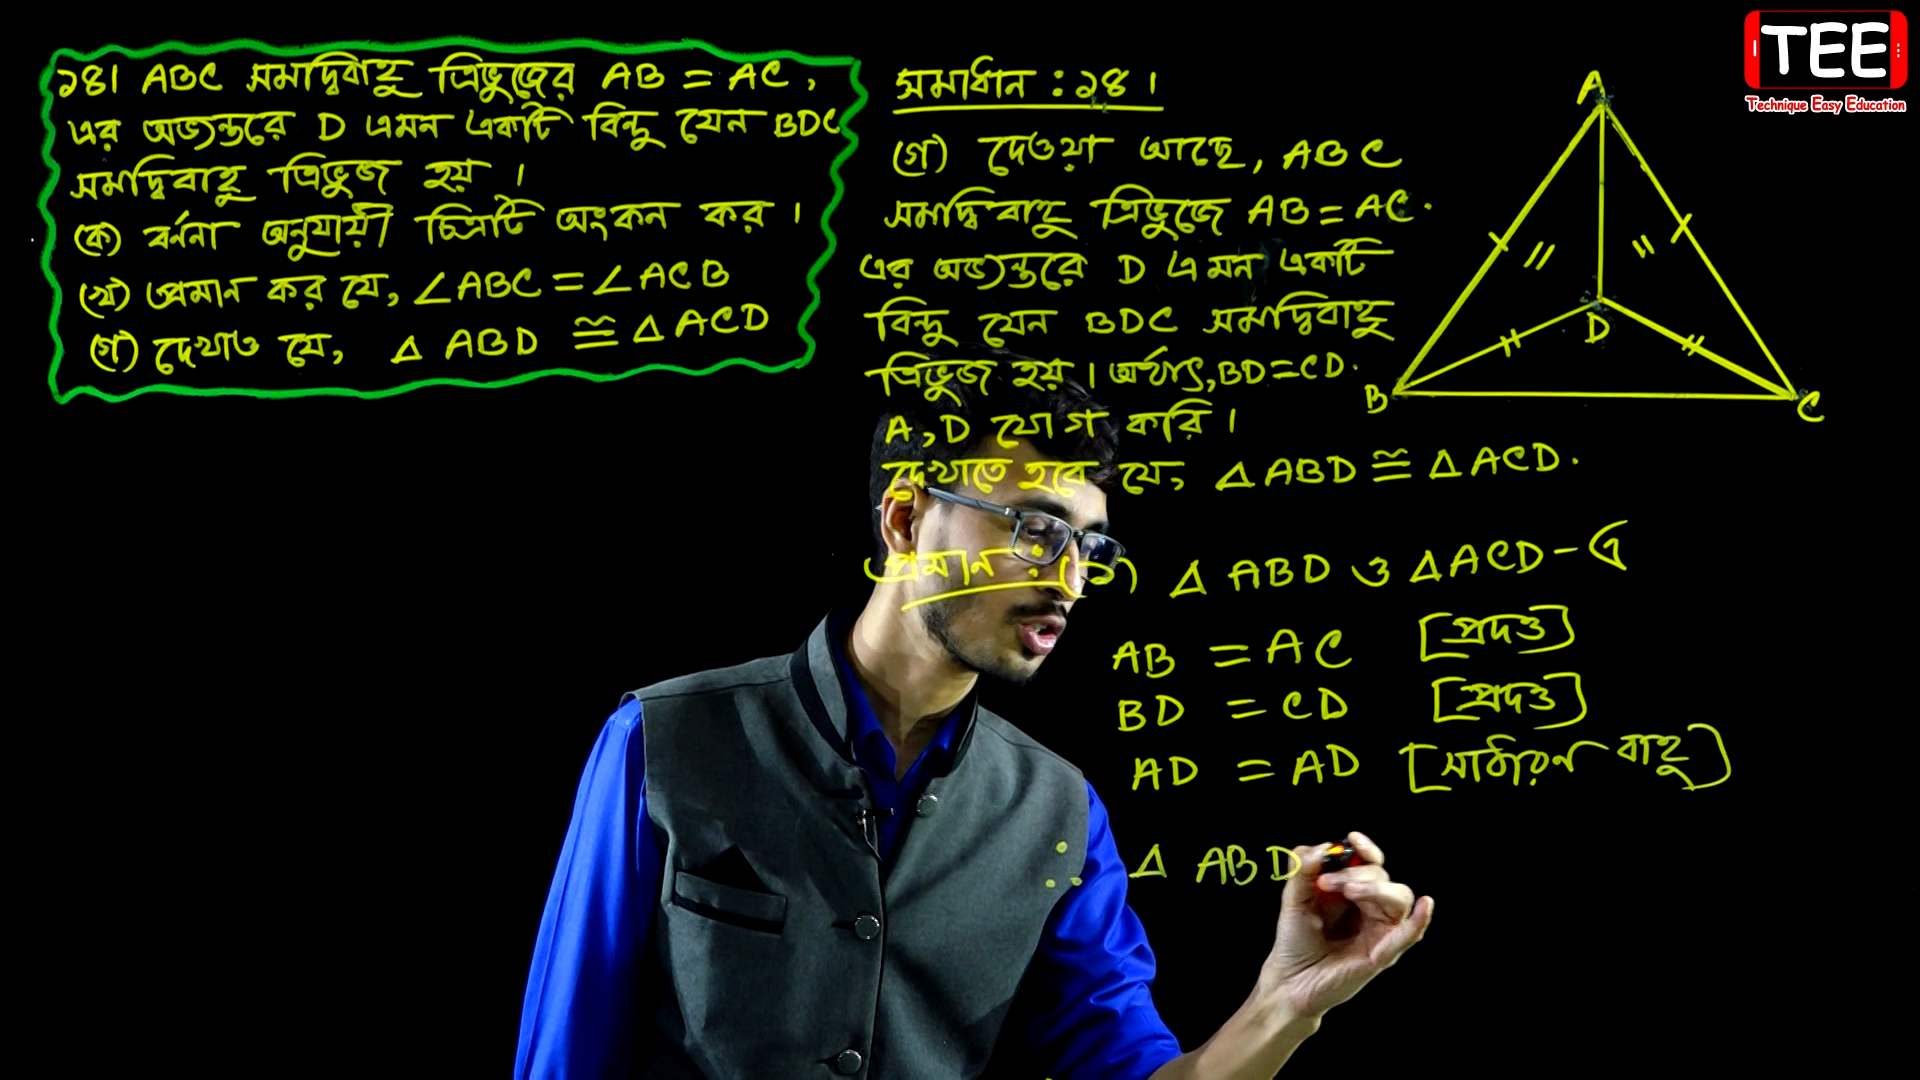 ১৪। ABC সমদ্বিবাহু ত্রিভুজের AB = AC,
এর অভ্যন্তরে D এমন একটি বিন্দু যেন BDC
সমদ্বিবাহু ত্রিভুজ হয়।
(ক) বর্ননা অনুযায়ী চিত্রটি অংকন কর।
(খ) প্রমান কর যে, ∠ABC = ∠ACB
(গ) দেখাও যে, Δ ABD ≅ Δ ACD
সমাধান : ১৪।
(গ) দেওয়া আছে, ABC
সমদ্বিবাহু ত্রিভুজে AB = AC.
এর অভ্যন্তরে D এমন একটি
বিন্দু যেন BDC সমদ্বিবাহু
ত্রিভুজ হয়। অর্থাৎ, BD = CD.
A, D যোগ করি।
দেখাতে হবে যে, Δ ABD ≅ Δ ACD.
প্রমান : (১) Δ ABD ও Δ ACD - এ
AB = AC [প্রদত্ত]
BD = CD [প্রদত্ত]
AD = AD [সাধারন বাহু]
∴ Δ ABD
A
D
B
C
TEE
Technique Easy Education